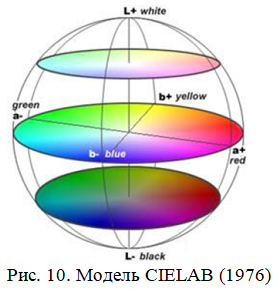 L+ white
b+ yellow
green
a-
b- blue
a+
red
L- black
Рис. 10. Модель CIELAB (1976)